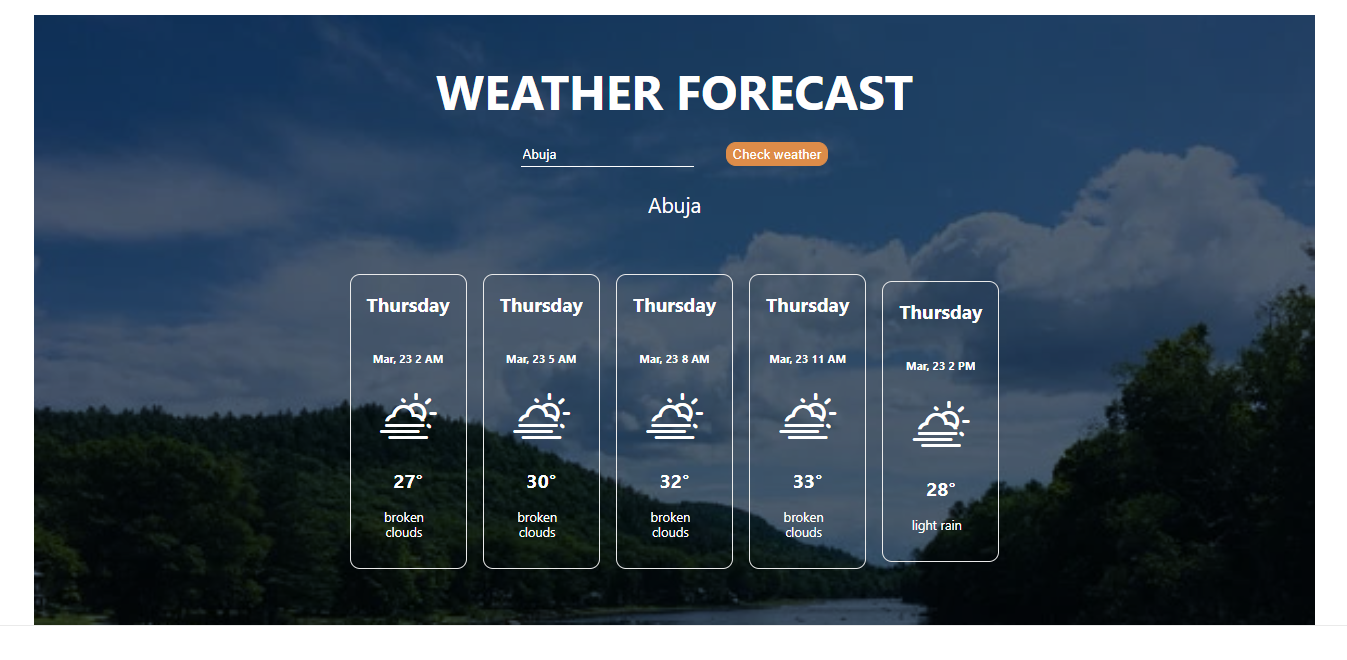 WEATHER FORECAST
Abuja
Check weather
Abuja
Thursday
Mar, 23 2 AM
27°
broken
clouds
Thursday
Mar, 23 5 AM
30°
broken
clouds
Thursday
Mar, 23 8 AM
32°
broken
clouds
Thursday
Mar, 23 11 AM
33°
broken
clouds
Thursday
Mar, 23 2 PM
28°
light rain